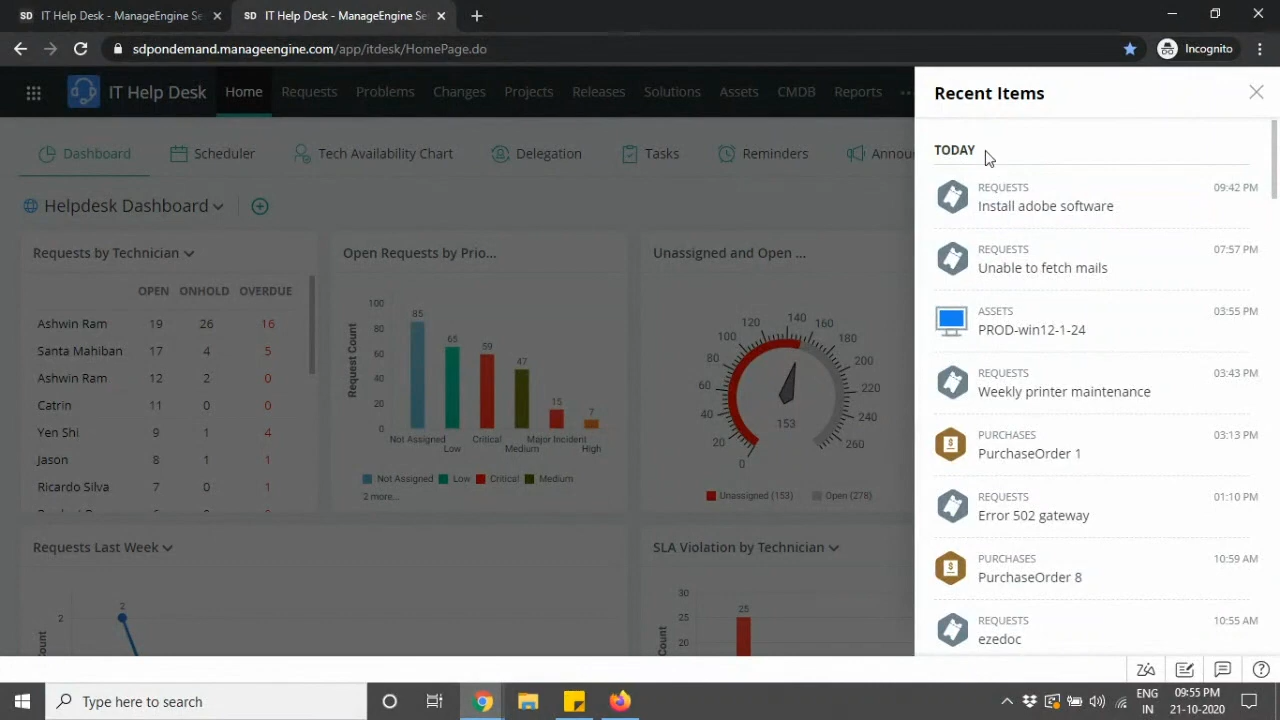 IT Help Desk - ManageEngine Se
IT Help Desk - ManageEngine Se
sdpondemand.manageengine.com/app/itdesk/HomePage.do
Incognito
IT Help Desk
Home
Requests
Problems
Changes
Projects
Releases
Solutions
Assets
CMDB
Reports
Dashboard
Scheduler
Tech Availability Chart
Delegation
Tasks
Reminders
Helpdesk Dashboard
Requests by Technician
OPEN ONHOLD OVERDUE
Ashwin Ram 19 26 16
Santa Mahiban 17 4 5
Ashwin Ram 12 2 0
Catrin 11 0 0
Yen Shi 9 1 4
Jason 8 1 1
Ricardo Silva 7 0 1
Open Requests by Prio...
Request Count
100
80
60
40
20
0
85
65
59
47
15
7
Not Assigned
Low
Critical
Medium
Major Incident
High
Not Assigned Low Critical Medium
2 more...
Unassigned and Open ...
0
20
40
60
80
100
120
140
160
180
200
220
240
260
153
Unassigned (153) Open (278)
Requests Last Week
2
2
SLA Violation by Technician
30
25
20
25
Recent Items
TODAY
REQUESTS 09:42 PM
Install adobe software
REQUESTS 07:57 PM
Unable to fetch mails
ASSETS 03:55 PM
PROD-win12-1-24
REQUESTS 03:43 PM
Weekly printer maintenance
PURCHASES 03:13 PM
PurchaseOrder 1
REQUESTS 01:10 PM
Error 502 gateway
PURCHASES 10:59 AM
PurchaseOrder 8
REQUESTS 10:55 AM
ezedoc
Type here to search
ENG
IN
09:55 PM
21-10-2020